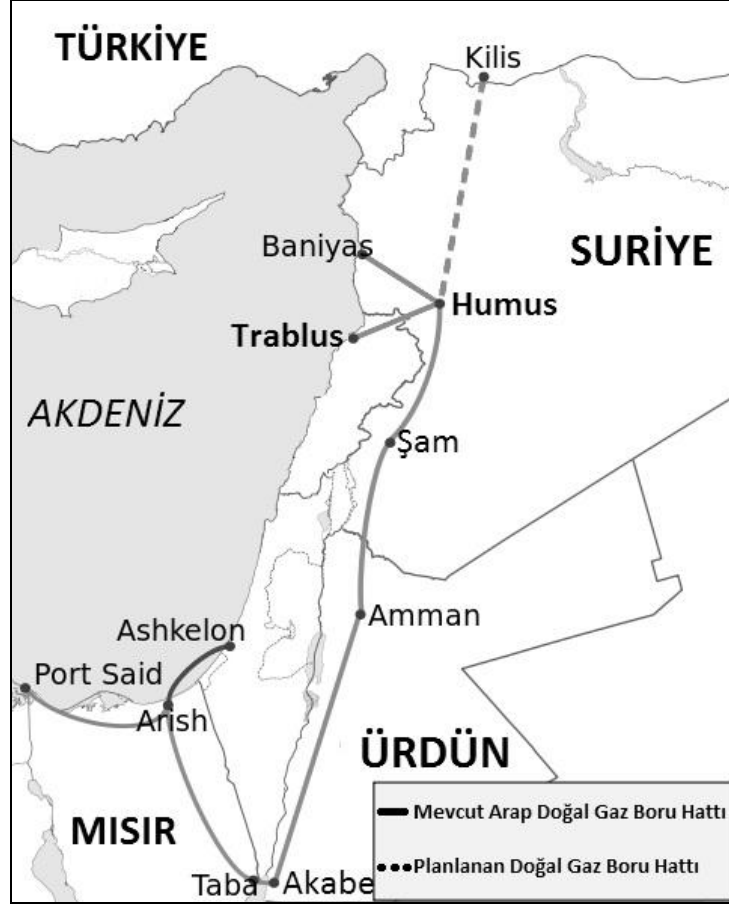 TÜRKİYE
Kilis
Baniyas
SURİYE
Humus
Trablus
AKDENİZ
Şam
Ashkelon
Amman
Port Said
Arish
ÜRDÜN
MISIR
Mevcut Arap Doğal Gaz Boru Hattı
Planlanan Doğal Gaz Boru Hattı
Taba
Akabe